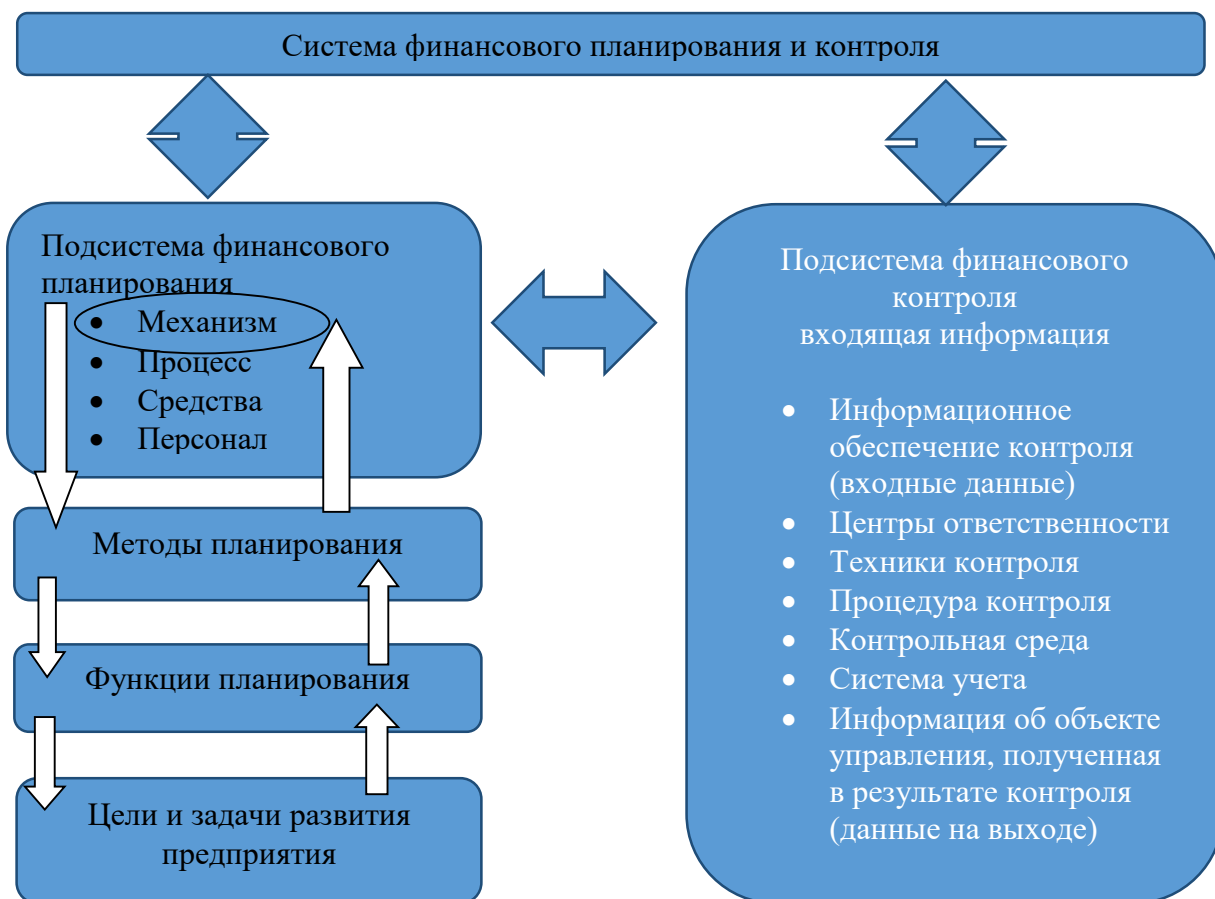 Система финансового планирования и контроля
Подсистема финансового
планирования
• Механизм
• Процесс
• Средства
• Персонал
Методы планирования
Функции планирования
Цели и задачи развития
предприятия
Подсистема финансового
контроля
входящая информация
• Информационное
обеспечение контроля
(входные данные)
• Центры ответственности
• Техники контроля
• Процедура контроля
• Контрольная среда
• Система учета
• Информация об объекте
управления, полученная
в результате контроля
(данные на выходе)